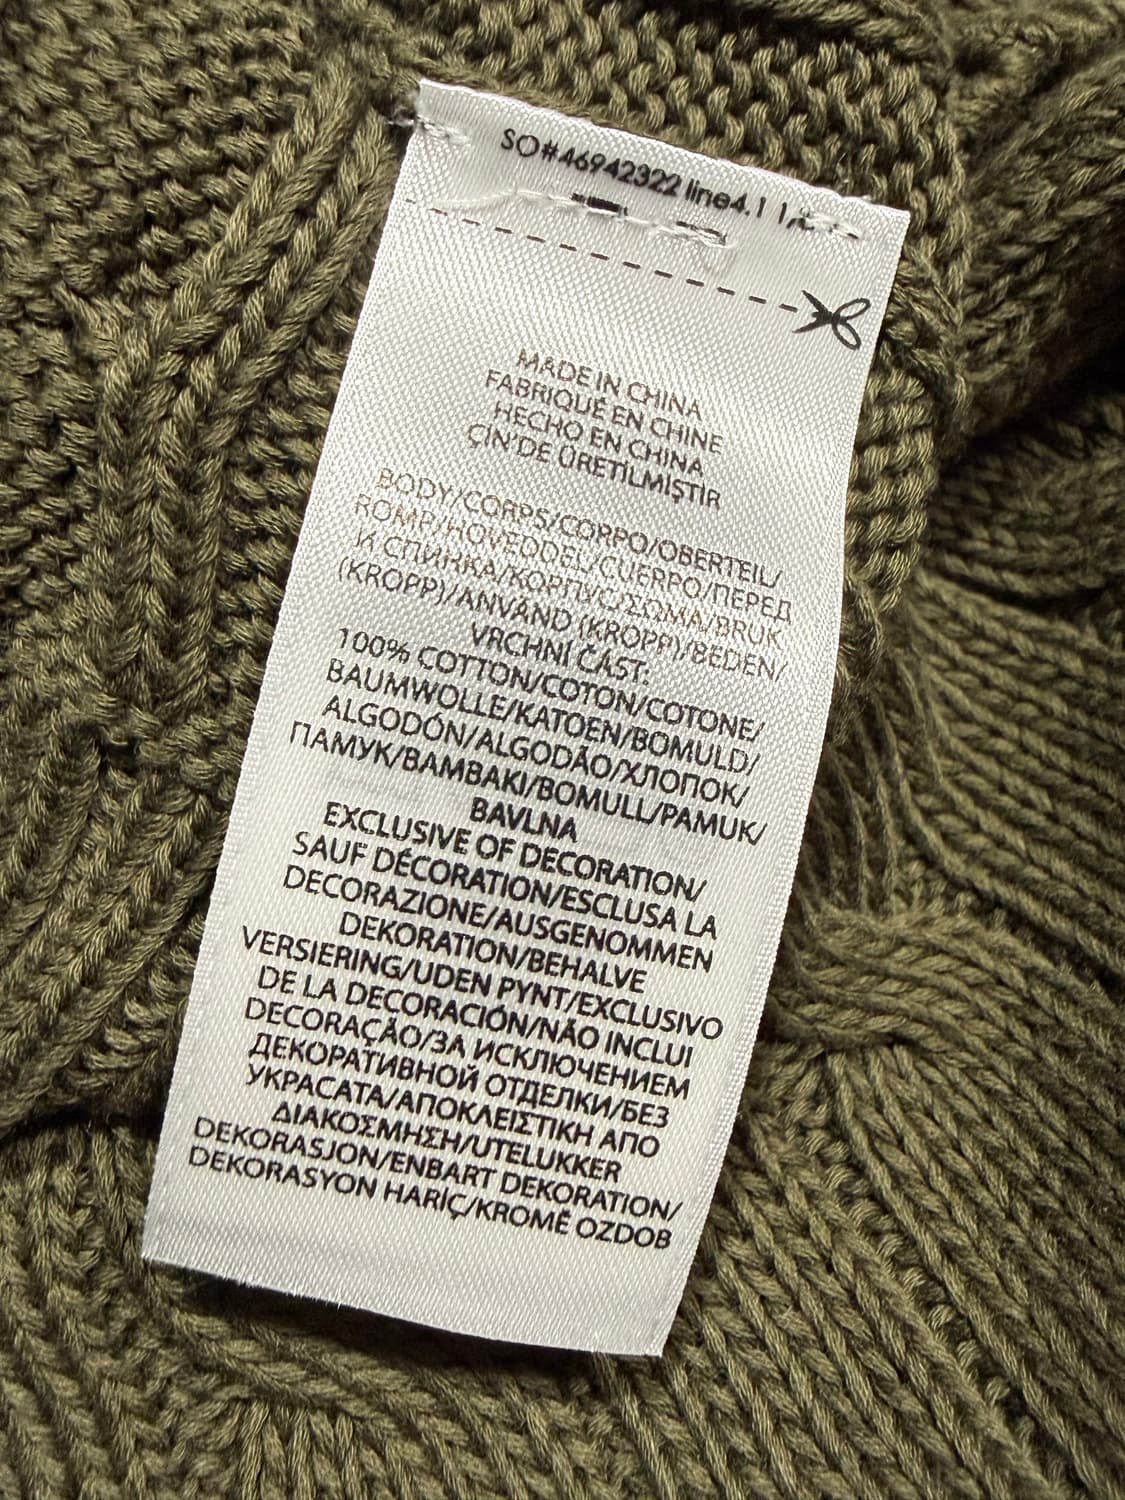 SO#46942322 line4.1
MADE IN CHINA
FABRIQUÉ EN CHINE
HECHO EN CHINA
ÇİN'DE ÜRETİLMİŞTİR
BODY/CORPS/CORPO/OBERTEIL/
ROMP/HOVEDDEL/CUERPO/ПЕРЕД
И СПИНКА/КОРПУС/ΣΩΜΑ/BRUK
(KROPP)/ANVÄND (KROPP)/BEDEN/
VRCHNÍ ČÁST:
100% COTTON/COTON/COTONE/
BAUMWOLLE/KATOEN/BOMULD/
ALGODÓN/ALGODÃO/ХЛОПОК/
ПАМУК/ΒΑΜΒΑΚΙ/BOMULL/PAMUK/
BAVLNA
EXCLUSIVE OF DECORATION/
SAUF DÉCORATION/ESCLUSA LA
DECORAZIONE/AUSGENOMMEN
DEKORATION/BEHALVE
VERSIERING/UDEN PYNT/EXCLUSIVO
DE LA DECORACIÓN/NÃO INCLUI
DECORAÇÃO/ЗА ИСКЛЮЧЕНИЕМ
ДЕКОРАТИВНОЙ ОТДЕЛКИ/БЕЗ
УКРАСАТА/ΑΠΟΚΛΕΙΣΤΙΚΗ ΑΠΟ
ΔΙΑΚΟΣΜΗΣΗ/UTELUKKER
DEKORASJON/ENBART DEKORATION/
DEKORASYON HARİÇ/KROMĚ OZDOB